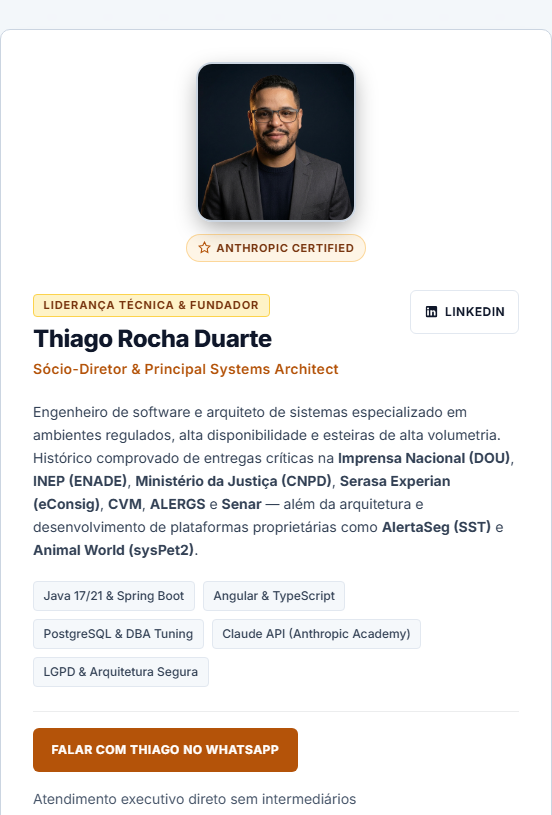 ANTHROPIC CERTIFIED
LIDERANÇA TÉCNICA & FUNDADOR
LINKEDIN
Thiago Rocha Duarte
Sócio-Diretor & Principal Systems Architect
Engenheiro de software e arquiteto de sistemas especializado em
ambientes regulados, alta disponibilidade e esteiras de alta volumetria.
Histórico comprovado de entregas críticas na Imprensa Nacional (DOU),
INEP (ENADE), Ministério da Justiça (CNPD), Serasa Experian
(eConsig), CVM, ALERGS e Senar — além da arquitetura e
desenvolvimento de plataformas proprietárias como AlertaSeg (SST) e
Animal World (sysPet2).
Java 17/21 & Spring Boot
Angular & TypeScript
PostgreSQL & DBA Tuning
Claude API (Anthropic Academy)
LGPD & Arquitetura Segura
FALAR COM THIAGO NO WHATSAPP
Atendimento executivo direto sem intermediários